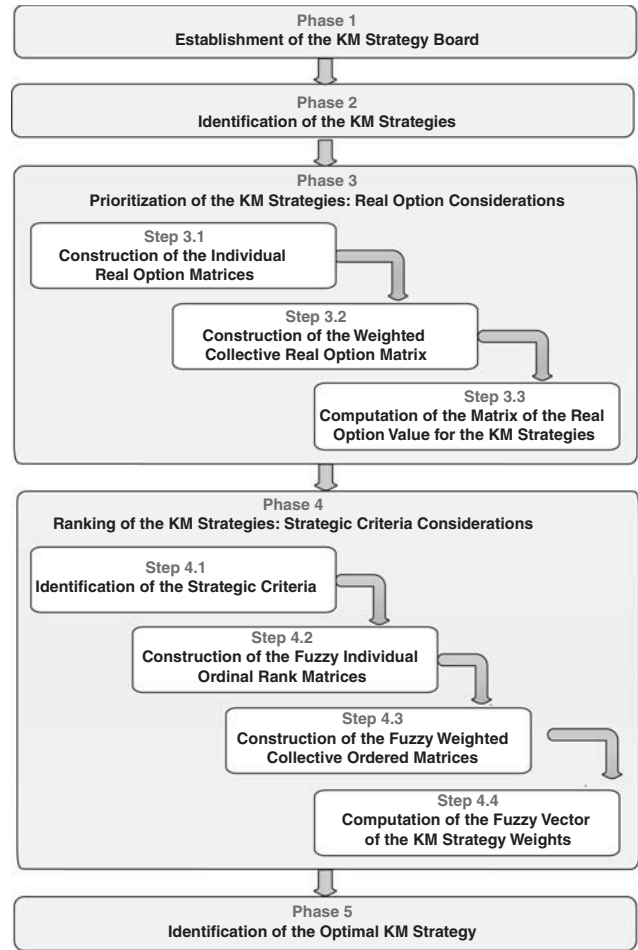 Phase 1
Establishment of the KM Strategy Board
Phase 2
Identification of the KM Strategies
Phase 3
Prioritization of the KM Strategies: Real Option Considerations
Step 3.1
Construction of the Individual
Real Option Matrices
Step 3.2
Construction of the Weighted
Collective Real Option Matrix
Step 3.3
Computation of the Matrix of the Real
Option Value for the KM Strategies
Phase 4
Ranking of the KM Strategies: Strategic Criteria Considerations
Step 4.1
Identification of the Strategic Criteria
Step 4.2
Construction of the Fuzzy Individual
Ordinal Rank Matrices
Step 4.3
Construction of the Fuzzy Weighted
Collective Ordered Matrices
Step 4.4
Computation of the Fuzzy Vector
of the KM Strategy Weights
Phase 5
Identification of the Optimal KM Strategy